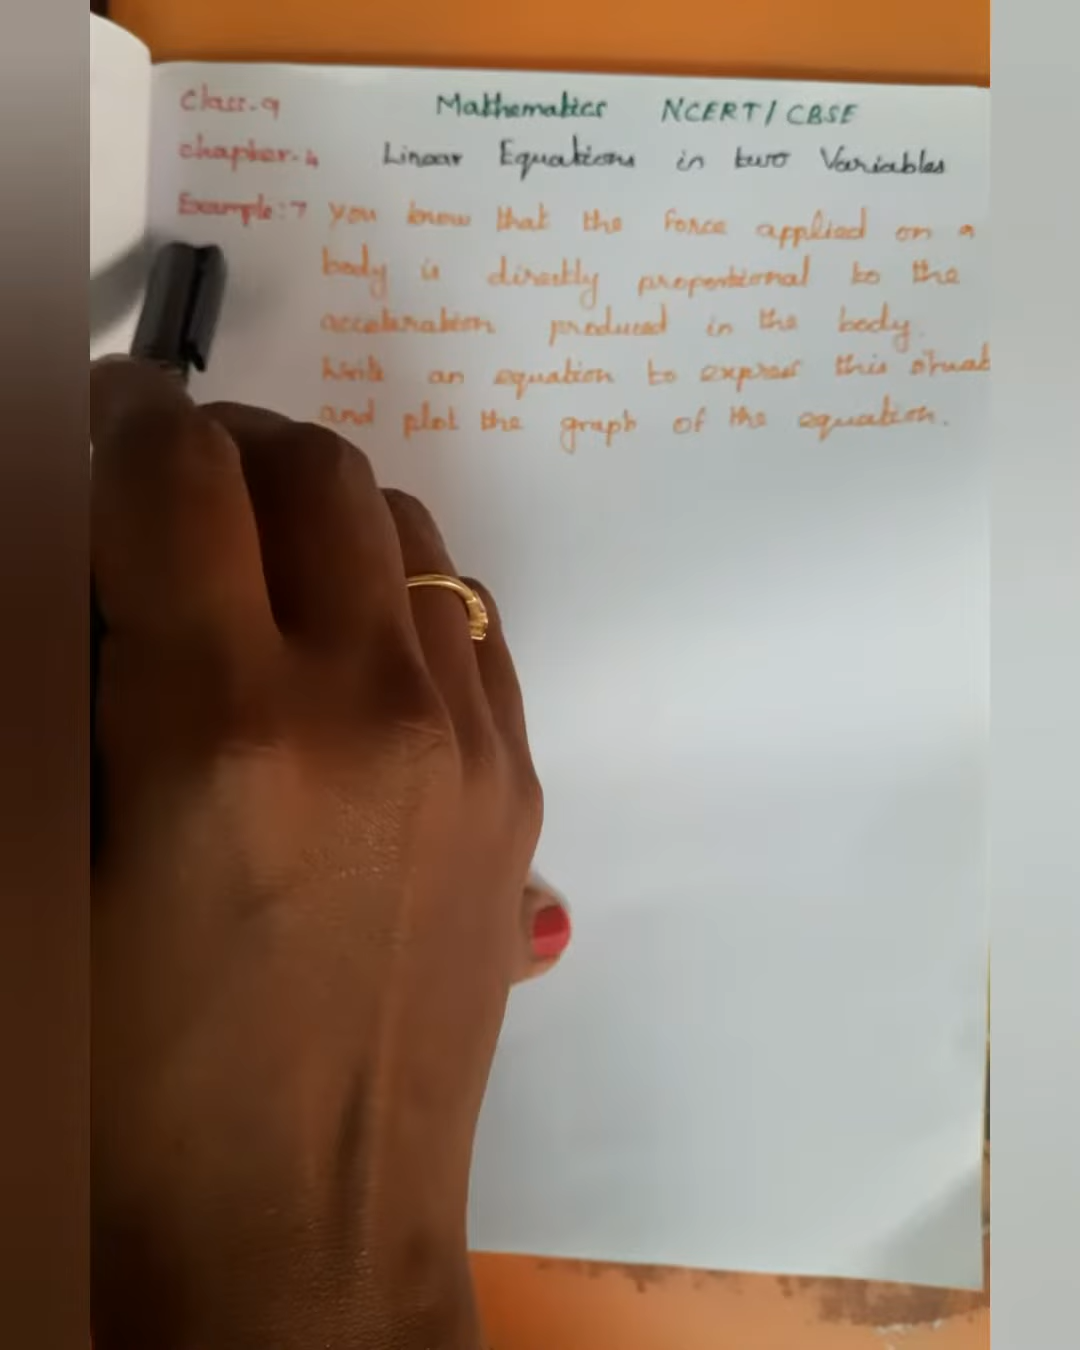 Class-9 Mathematics NCERT/CBSE
Chapter-4 Linear Equations in two Variables
Example:7 you know that the force applied on a
body is directly proportional to the
acceleration produced in the body.
Write an equation to express this situat
and plot the graph of the equation.